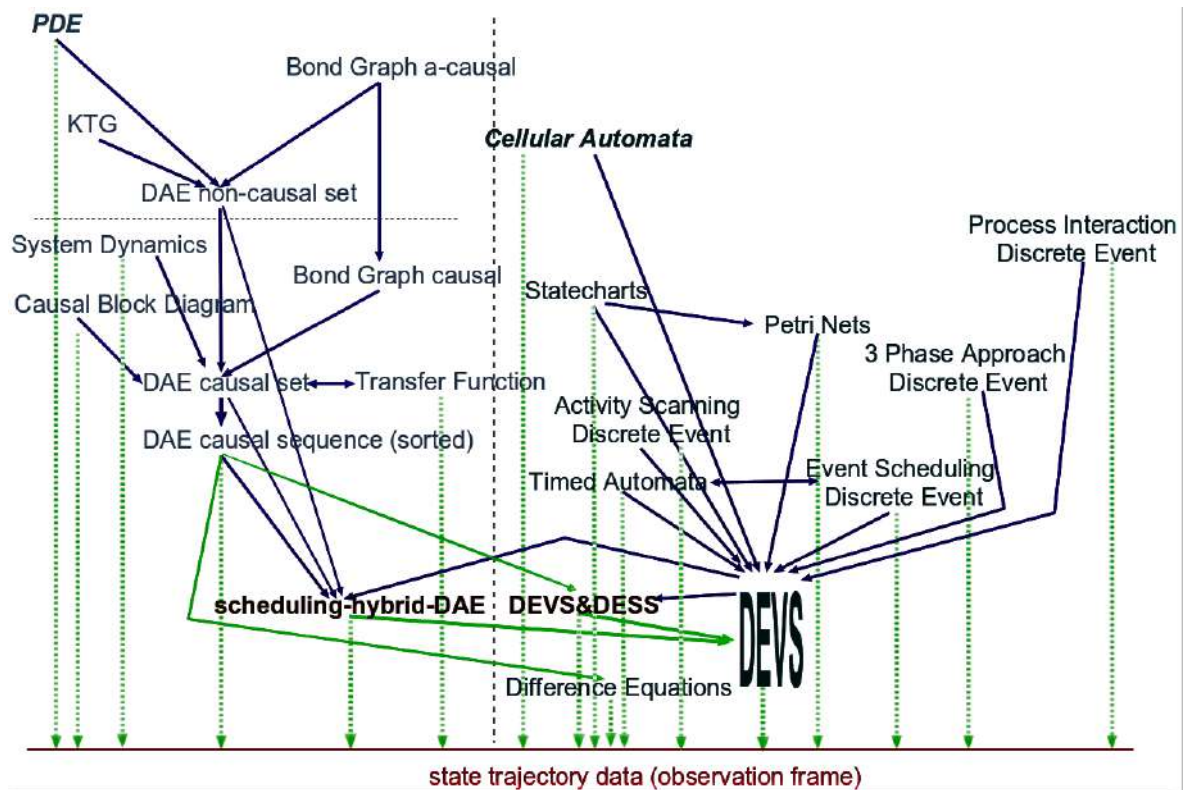 PDE
Bond Graph a-causal
KTG
Cellular Automata
DAE non-causal set
Process Interaction
Discrete Event
System Dynamics
Bond Graph causal
Causal Block Diagram
Statecharts
Petri Nets
3 Phase Approach
Discrete Event
DAE causal set
Transfer Function
Activity Scanning
Discrete Event
DAE causal sequence (sorted)
Timed Automata
Event Scheduling
Discrete Event
scheduling-hybrid-DAE
DEVS&DESS
DEVS
Difference Equations
state trajectory data (observation frame)